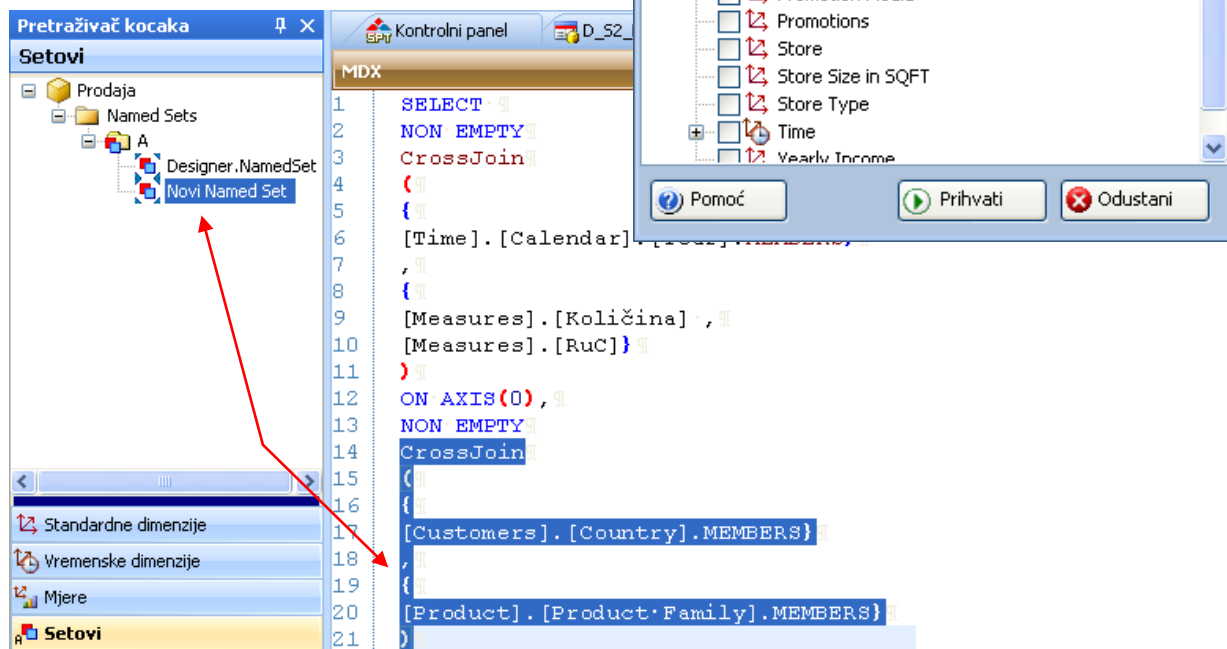 Pretraživač kocaka
Setovi
Prodaja
Named Sets
A
Designer.NamedSet
Novi Named Set
Standardne dimenzije
Vremenske dimenzije
Mjere
Setovi
Kontrolni panel
D_S2_
MDX
1 SELECT
2 NON EMPTY
3 CrossJoin
4 (
5 {
6 [Time].[Calendar].
7 ,
8 {
9 [Measures].[Količina] ,
10 [Measures].[RuC]}
11 )
12 ON AXIS(0),
13 NON EMPTY
14 CrossJoin
15 (
16 {
17 [Customers].[Country].MEMBERS}
18 ,
19 {
20 [Product].[Product Family].MEMBERS}
21 )
Promotions
Store
Store Size in SQFT
Store Type
Time
Yearly Income
Pomoć
Prihvati
Odustani